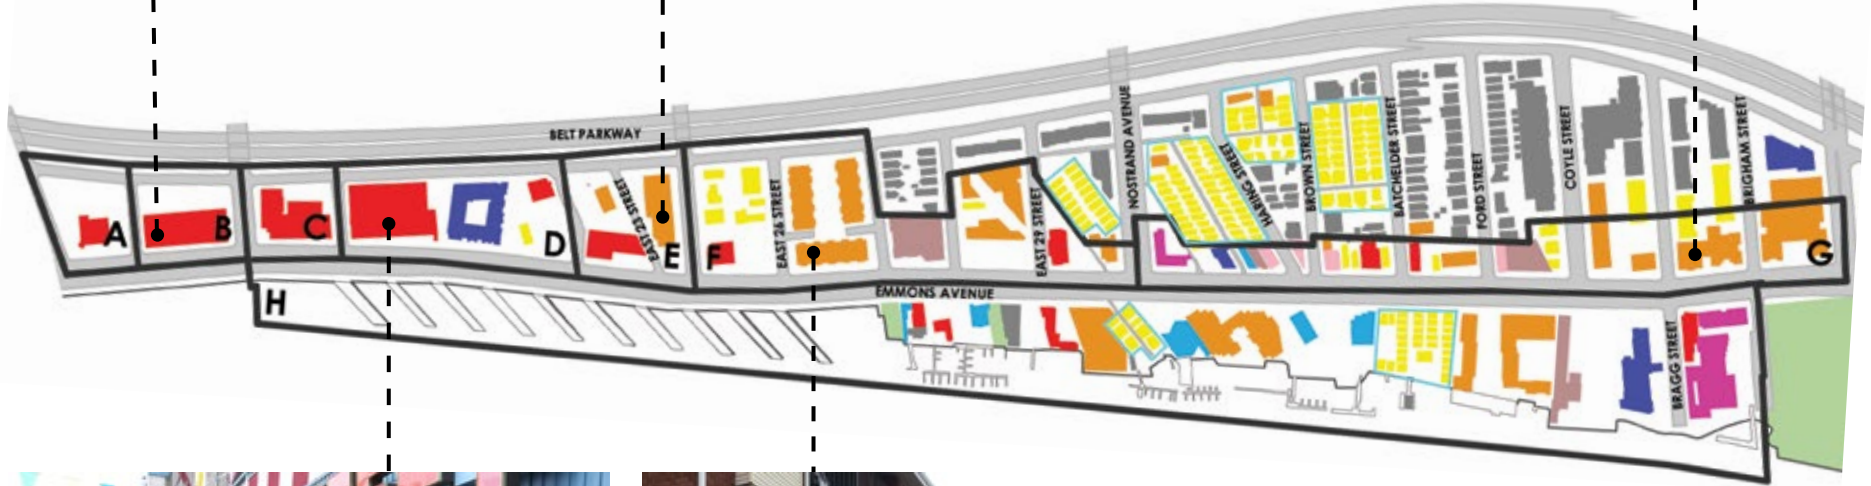 BELT PARKWAY
A
B
C
D
EAST 23 STREET
E
F
EAST 26 STREET
EAST 29 STREET
NOSTRAND AVENUE
HARING STREET
BROWN STREET
BATCHELDER STREET
FORD STREET
COYLE STREET
BRIGHAM STREET
G
H
EMMONS AVENUE
BRAGG STREET